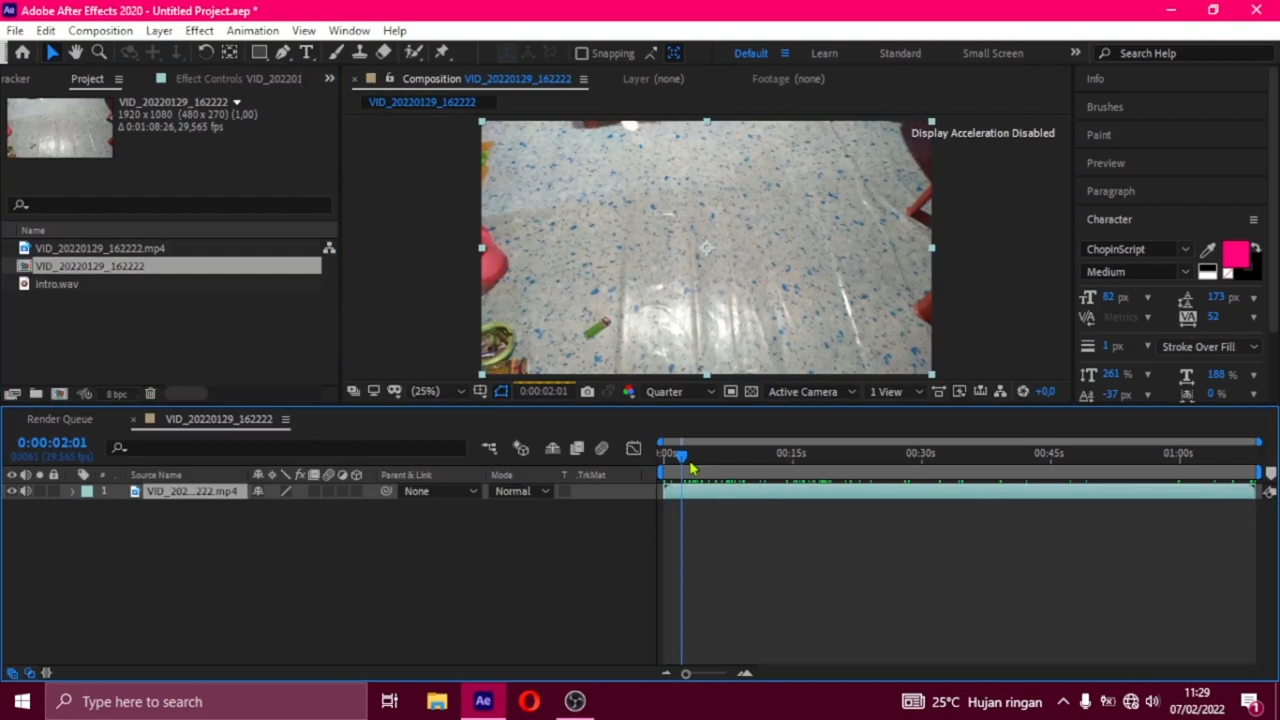 Adobe After Effects 2020 - Untitled Project.aep *
File Edit Composition Layer Effect Animation View Window Help
Snapping Default Learn Standard Small Screen Search Help
racker Project Effect Controls VID_202201 Composition VID_20220129_162222 Layer (none) Footage (none) Info
VID_20220129_162222
1920 x 1080 (480 x 270) (1,00)
Δ 0:01:08:26, 29,565 fps
VID_20220129_162222
Display Acceleration Disabled
Brushes
Paint
Preview
Paragraph
Character
Name
VID_20220129_162222.mp4
VID_20220129_162222
intro.wav
ChopinScript
Medium
82 px 173 px
Metrics 52
1 px Stroke Over Fill
261 % 188 %
-37 px 0 %
8 bpc
(25%) 0:00:02:01 Quarter Active Camera 1 View +0,0
Render Queue VID_20220129_162222
0:00:02:01
00061 (29.565 fps)
:00s 00:15s 00:30s 00:45s 01:00s
# Source Name Parent & Link Mode T .TrkMat
1 VID_202...222.mp4 None Normal
Type here to search
25°C Hujan ringan
11:29
07/02/2022
1